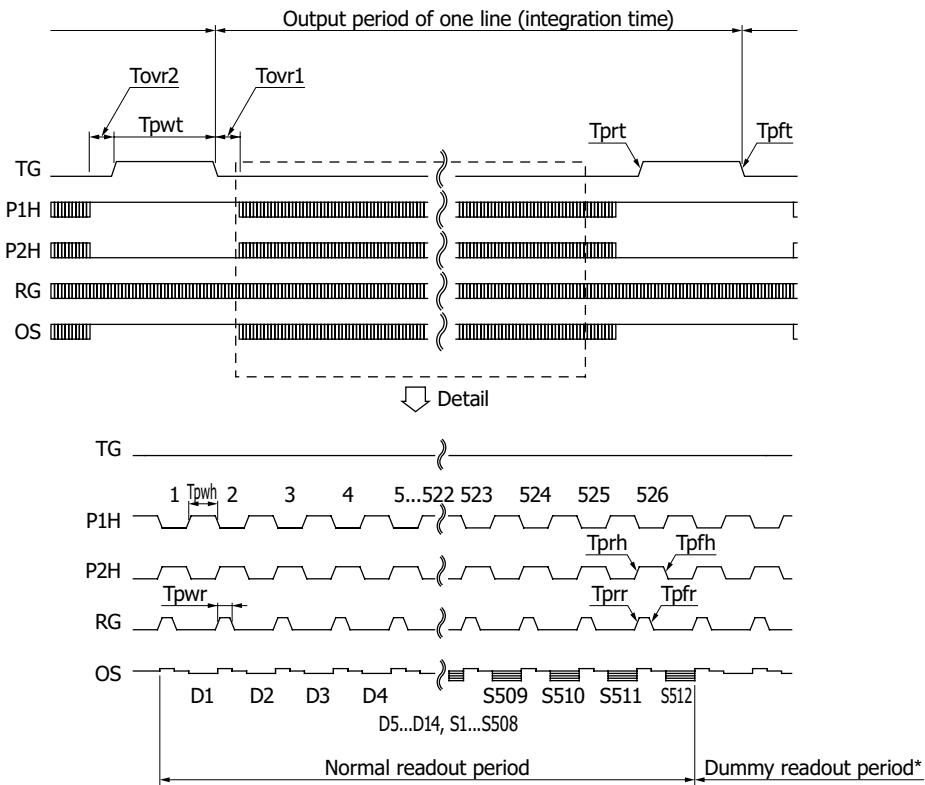 Output period of one line (integration time)
Tovr2
Tovr1
Tpwt
Tprt
Tpft
TG
P1H
P2H
RG
OS
Detail
TG
1 Tpwh 2 3 4 5...522 523 524 525 526
P1H
Tprh Tpfh
P2H
Tpwr
Tprr Tpfr
RG
OS
D1 D2 D3 D4 S509 S510 S511 S512
D5...D14, S1...S508
Normal readout period
Dummy readout period*